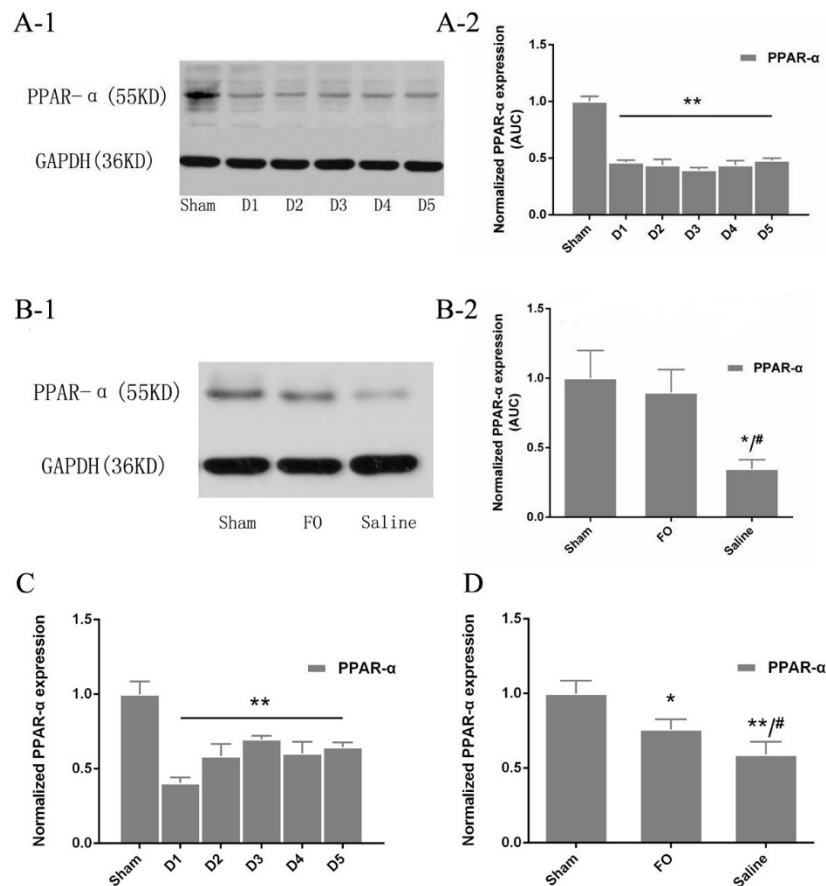 A-1
PPAR-α (55KD)
GAPDH(36KD)
Sham D1 D2 D3 D4 D5
A-2
Normalized PPAR-α expression
(AUC)
1.5
1.0
0.5
0.0
PPAR-α
**
Sham D1 D2 D3 D4 D5
B-1
PPAR-α (55KD)
GAPDH(36KD)
Sham FO Saline
B-2
Normalized PPAR-α expression
(AUC)
1.5
1.0
0.5
0.0
PPAR-α
*/#
Sham FO Saline
C
Normalized PPAR-α expression
1.5
1.0
0.5
0.0
PPAR-α
**
Sham D1 D2 D3 D4 D5
D
Normalized PPAR-α expression
1.5
1.0
0.5
0.0
PPAR-α
*
**/#
Sham FO Saline